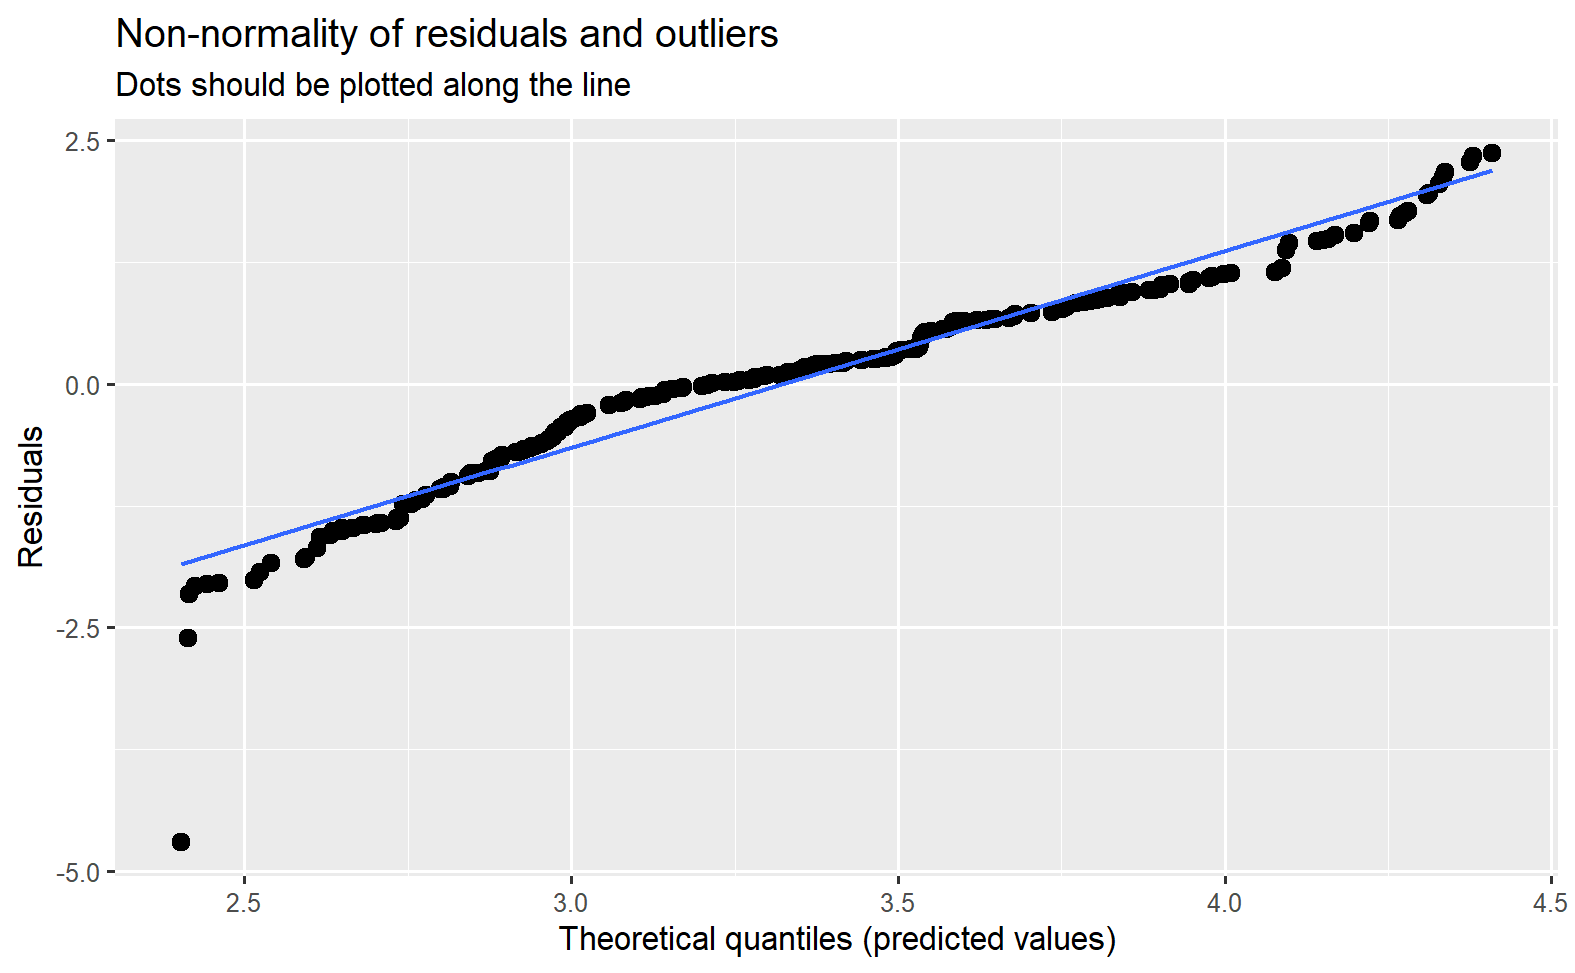 Non-normality of residuals and outliers
Dots should be plotted along the line
2.5
0.0
-2.5
-5.0
Residuals
2.5
3.0
3.5
4.0
4.5
Theoretical quantiles (predicted values)